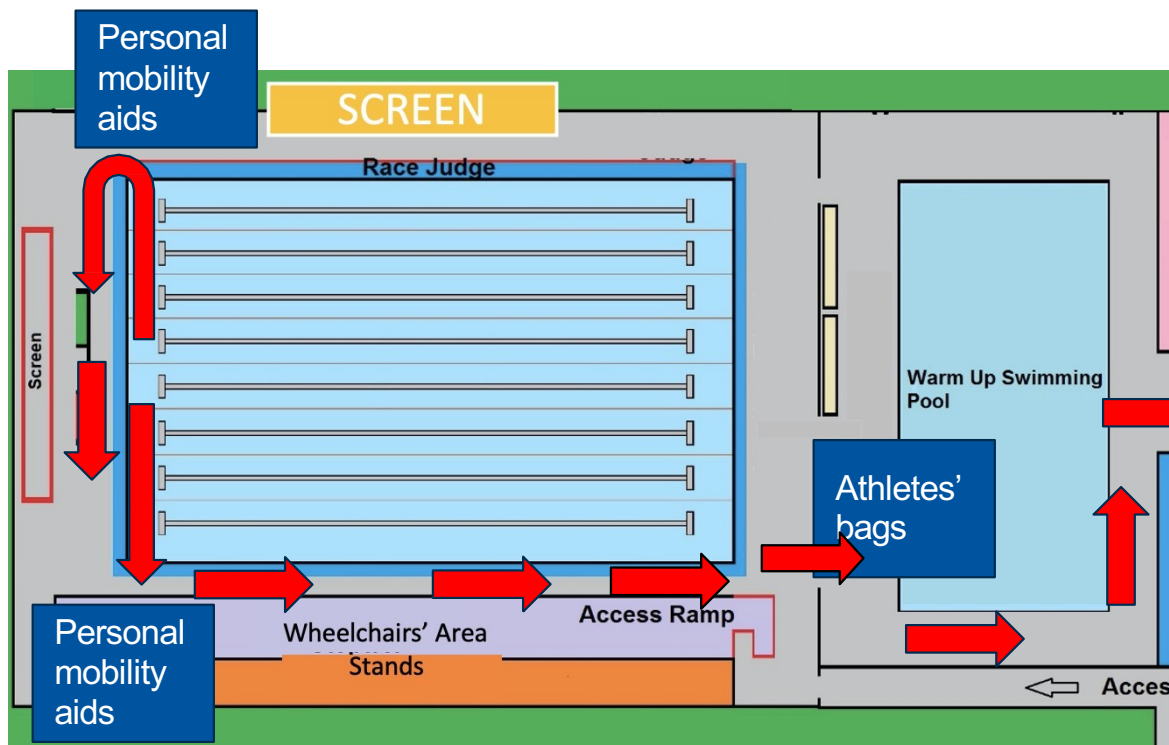 Personal
mobility
aids
SCREEN
Race Judge
Screen
Warm Up Swimming
Pool
Athletes’
bags
Access Ramp
Wheelchairs’ Area
Stands
Personal
mobility
aids
Acces